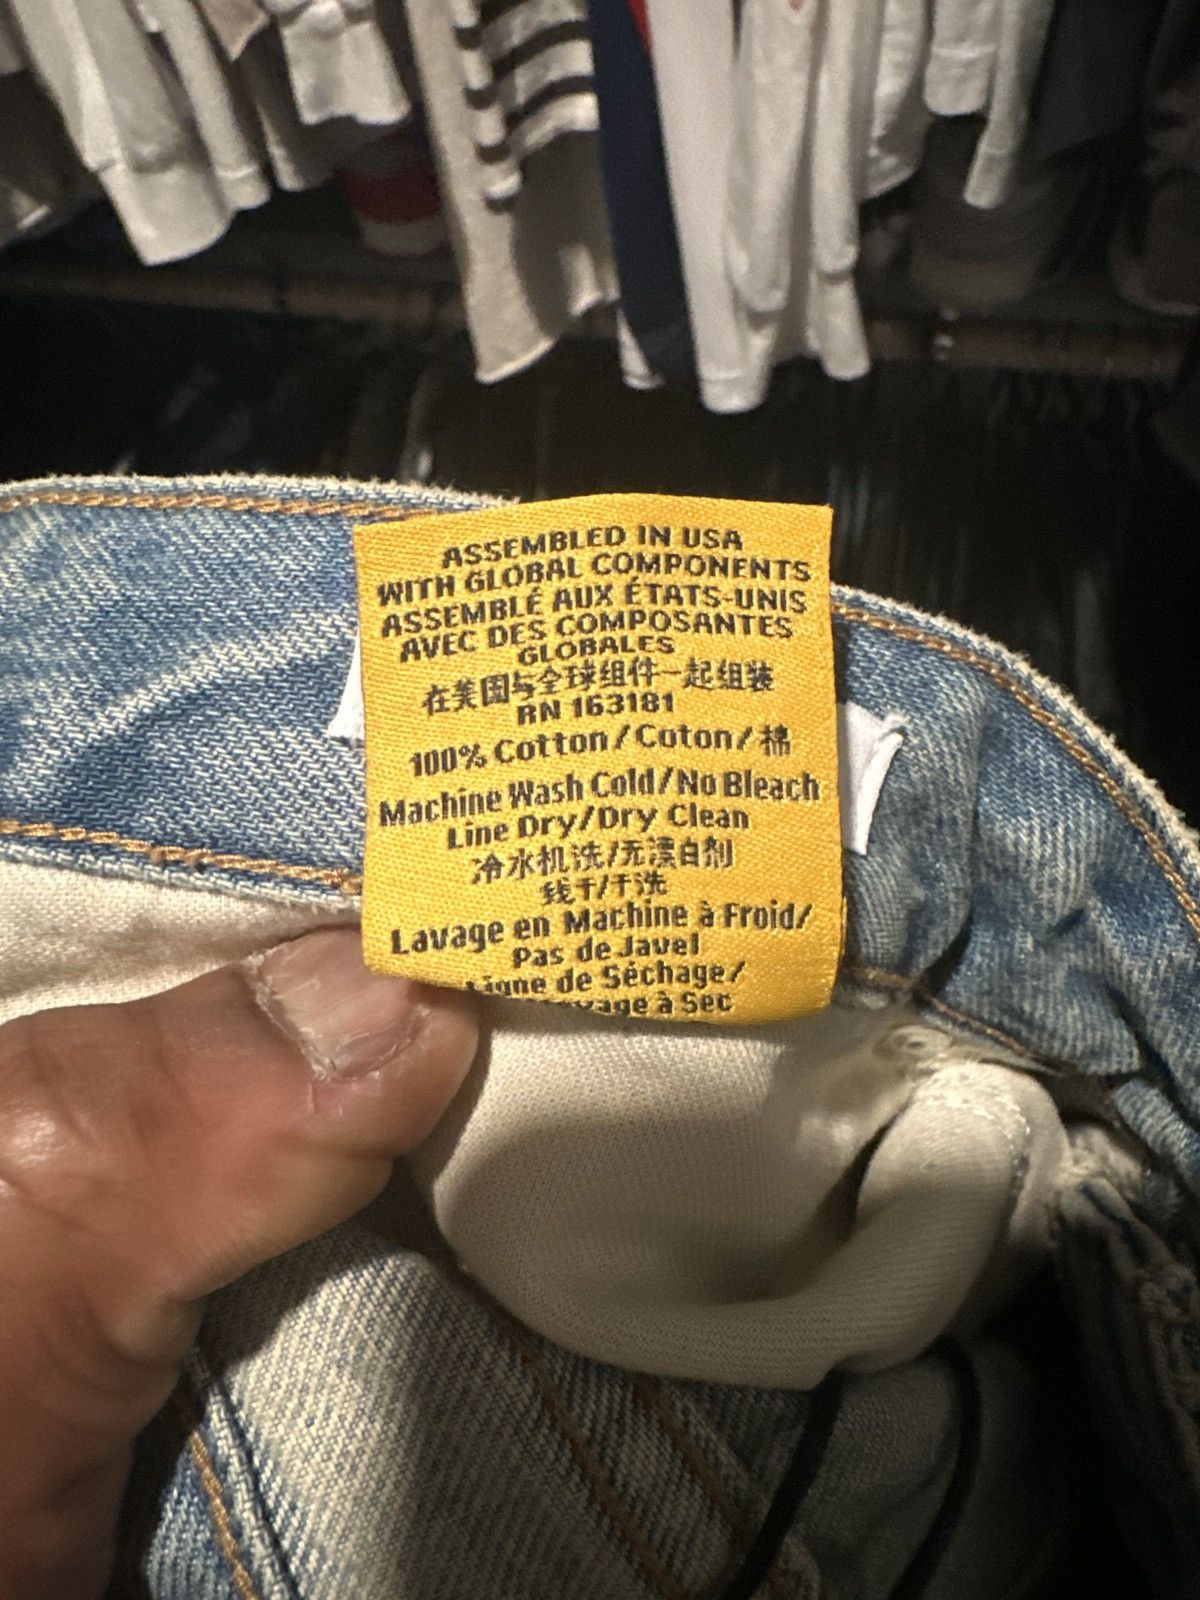 ASSEMBLED IN USA
WITH GLOBAL COMPONENTS
ASSEMBLÉ AUX ÉTATS-UNIS
AVEC DES COMPOSANTES
GLOBALES
在美国与全球组件一起组装
RN 163181
100% Cotton/Coton/棉
Machine Wash Cold/No Bleach
Line Dry/Dry Clean
冷水机洗/无漂白剂
线干/干洗
Lavage en Machine à Froid/
Pas de Javel
Ligne de Séchage/
à Sec